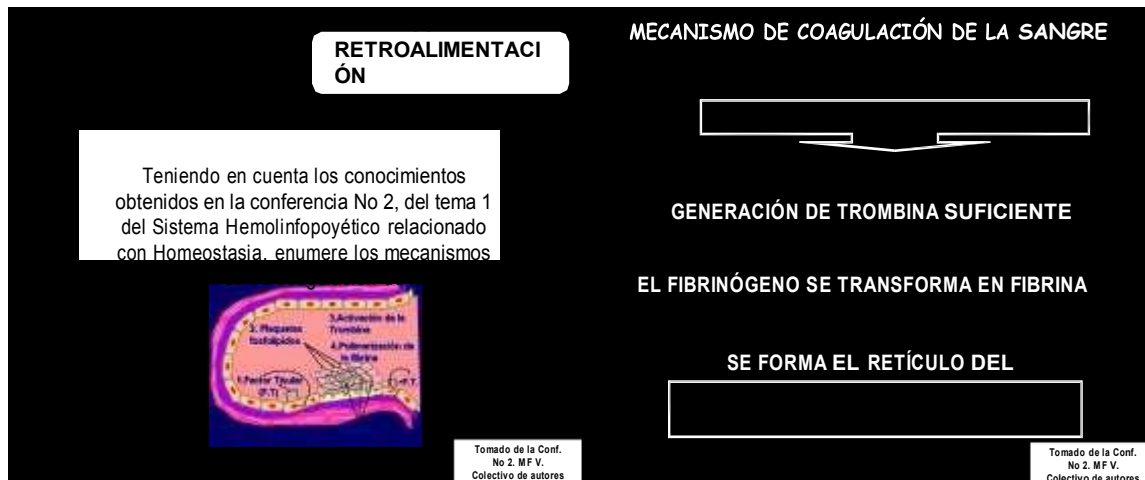 RETROALIMENTACI
ÓN
Teniendo en cuenta los conocimientos
obtenidos en la conferencia No 2, del tema 1
del Sistema Hemolinfopoyético relacionado
con Homeostasia, enumere los mecanismos
2. Plaquetas
fosfolípidos
3.Activación de la
Trombina
4.Polimerización de
la fibrina
1.Factor Tisular
(F.T)
Tomado de la Conf.
No 2. MF V.
Colectivo de autores
MECANISMO DE COAGULACIÓN DE LA SANGRE
GENERACIÓN DE TROMBINA SUFICIENTE
EL FIBRINÓGENO SE TRANSFORMA EN FIBRINA
SE FORMA EL RETÍCULO DEL
Tomado de la Conf.
No 2. MF V.
Colectivo de autores